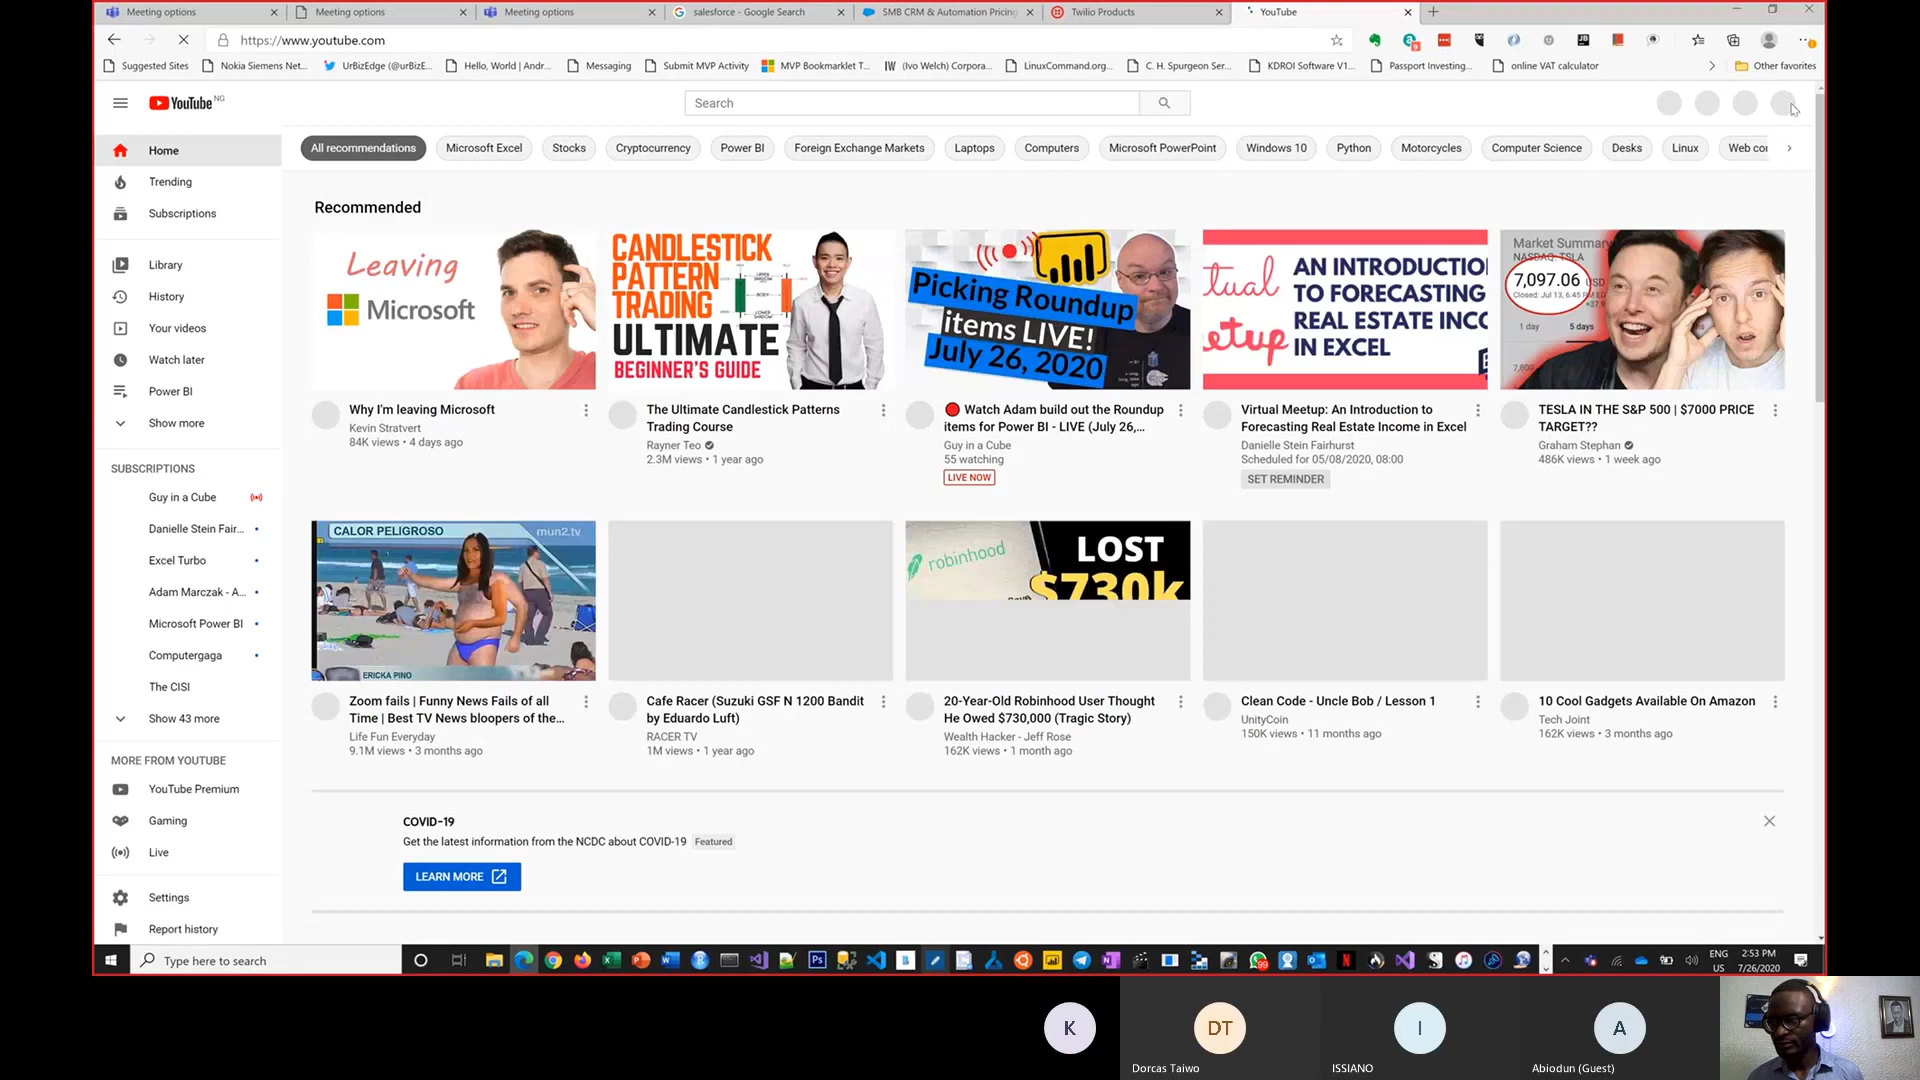 Meeting options
Meeting options
Meeting options
salesforce - Google Search
SMB CRM & Automation Pricing
Twilio Products
YouTube
https://www.youtube.com
Suggested Sites
Nokia Siemens Net...
UrBizEdge (@urBizE...
Hello, World | Andr...
Messaging
Submit MVP Activity
MVP Bookmarklet T...
(Ivo Welch) Corpora...
LinuxCommand.org...
C. H. Spurgeon Ser...
KDROI Software V1...
Passport Investing...
online VAT calculator
Other favorites
YouTube NG
Search
Home
Trending
Subscriptions
Library
History
Your videos
Watch later
Power BI
Show more
SUBSCRIPTIONS
Guy in a Cube
Danielle Stein Fair...
Excel Turbo
Adam Marczak - A...
Microsoft Power BI
Computergaga
The CISI
Show 43 more
MORE FROM YOUTUBE
YouTube Premium
Gaming
Live
Settings
Report history
All recommendations
Microsoft Excel
Stocks
Cryptocurrency
Power BI
Foreign Exchange Markets
Laptops
Computers
Microsoft PowerPoint
Windows 10
Python
Motorcycles
Computer Science
Desks
Linux
Web cor
Recommended
Leaving
Microsoft
Why I'm leaving Microsoft
Kevin Stratvert
84K views • 4 days ago
CANDLESTICK
PATTERN
TRADING
ULTIMATE
BEGINNER'S GUIDE
The Ultimate Candlestick Patterns
Trading Course
Rayner Teo
2.3M views • 1 year ago
Picking Roundup
items LIVE!
July 26, 2020
Watch Adam build out the Roundup
items for Power BI - LIVE (July 26,...
Guy in a Cube
55 watching
LIVE NOW
tual
etup
AN INTRODUCTIO
TO FORECASTING
REAL ESTATE INCO
IN EXCEL
Virtual Meetup: An Introduction to
Forecasting Real Estate Income in Excel
Danielle Stein Fairhurst
Scheduled for 05/08/2020, 08:00
SET REMINDER
Market Summary
NASDAQ: TSLA
7,097.06 USD
Closed: Jul 13, 6:45
1 day
5 days
TESLA IN THE S&P 500 | $7000 PRICE
TARGET??
Graham Stephan
486K views • 1 week ago
CALOR PELIGROSO
mun2.tv
ERICKA PINO
Zoom fails | Funny News Fails of all
Time | Best TV News bloopers of the...
Life Fun Everyday
9.1M views • 3 months ago
Cafe Racer (Suzuki GSF N 1200 Bandit
by Eduardo Luft)
RACER TV
1M views • 1 year ago
robinhood
LOST
$730k
20-Year-Old Robinhood User Thought
He Owed $730,000 (Tragic Story)
Wealth Hacker - Jeff Rose
162K views • 1 month ago
Clean Code - Uncle Bob / Lesson 1
UnityCoin
150K views • 11 months ago
10 Cool Gadgets Available On Amazon
Tech Joint
162K views • 3 months ago
COVID-19
Get the latest information from the NCDC about COVID-19
Featured
LEARN MORE
Type here to search
ENG
US
2:53 PM
7/26/2020
K
DT
Dorcas Taiwo
I
ISSIANO
A
Abiodun (Guest)